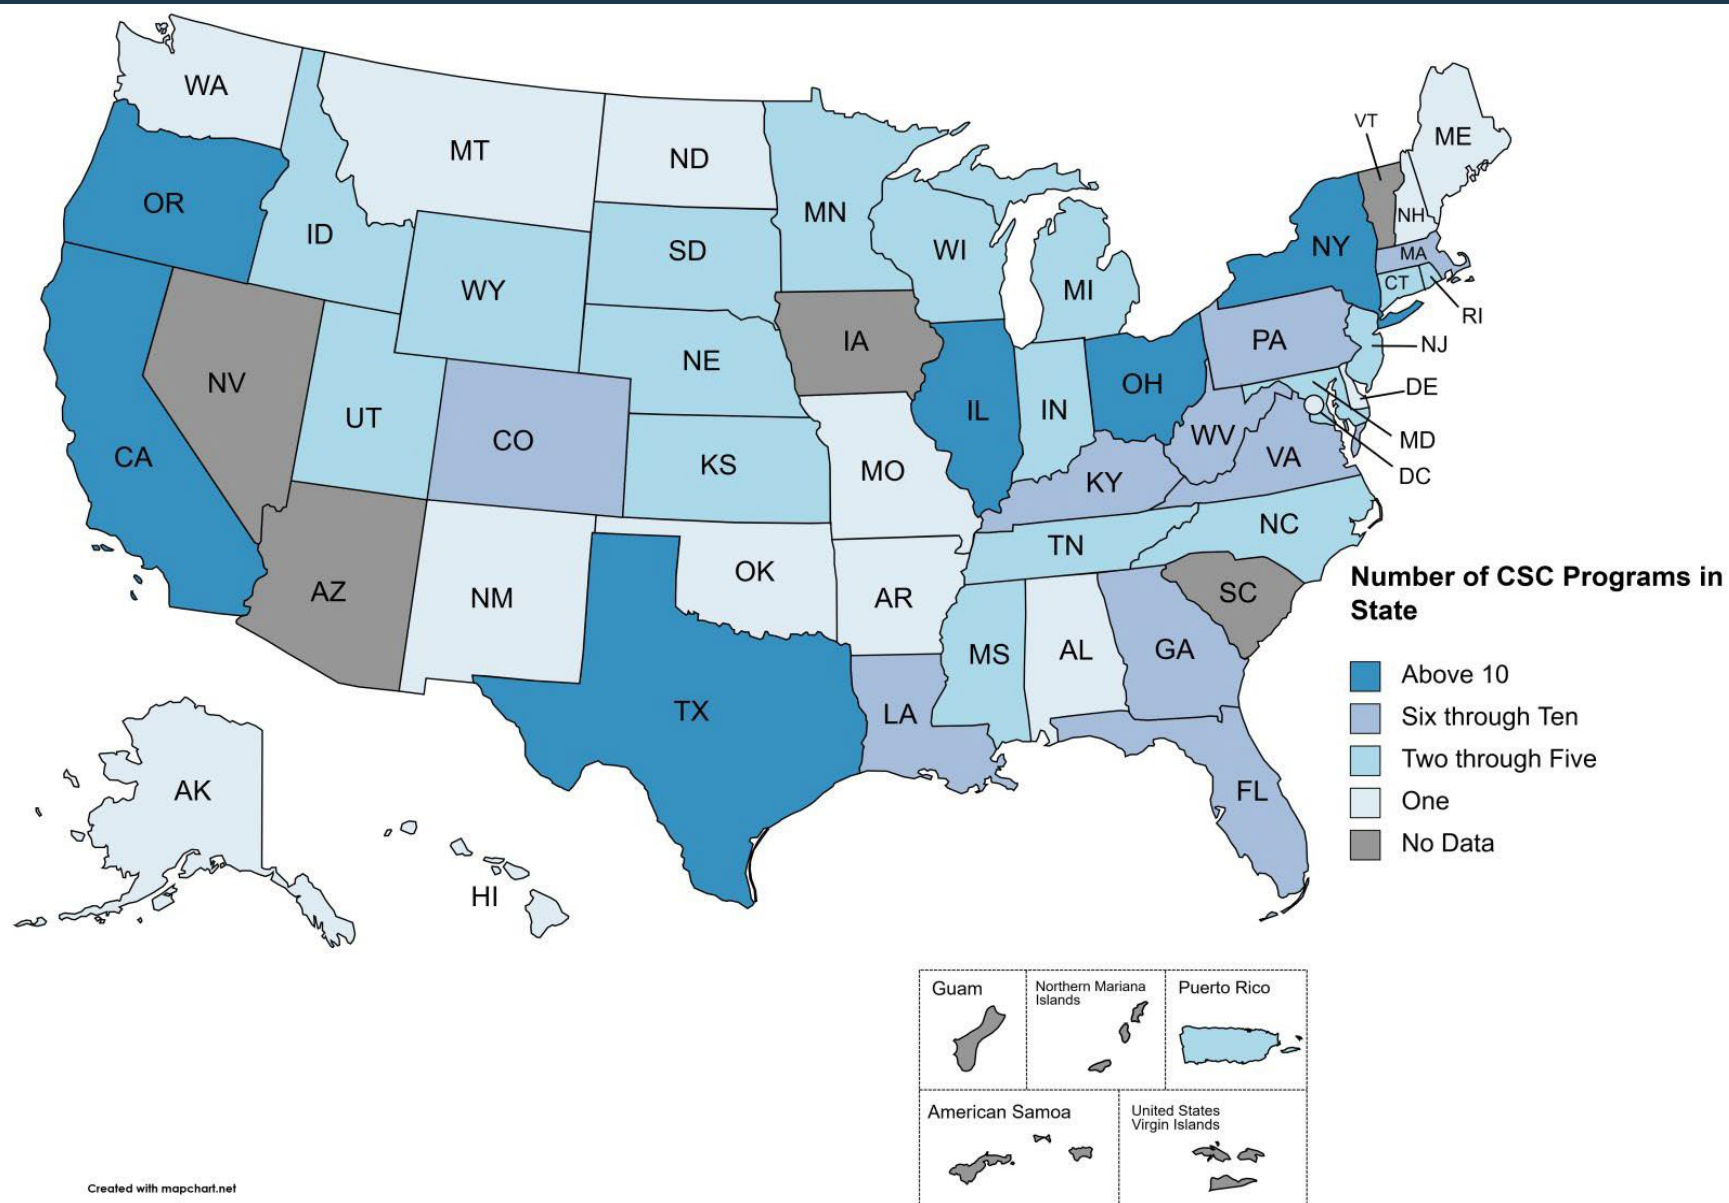 WA
MT
ND
MN
OR
ID
WY
SD
WI
MI
VT
ME
NH
NY
MA
CT
RI
NV
UT
CO
NE
IA
KS
MO
IL
IN
OH
PA
NJ
DE
MD
DC
WV
VA
KY
CA
AZ
NM
OK
AR
TN
NC
SC
MS
AL
GA
TX
LA
FL
AK
HI
Number of CSC Programs in
State
Above 10
Six through Ten
Two through Five
One
No Data
Guam
Northern Mariana
Islands
Puerto Rico
American Samoa
United States
Virgin Islands
Created with mapchart.net